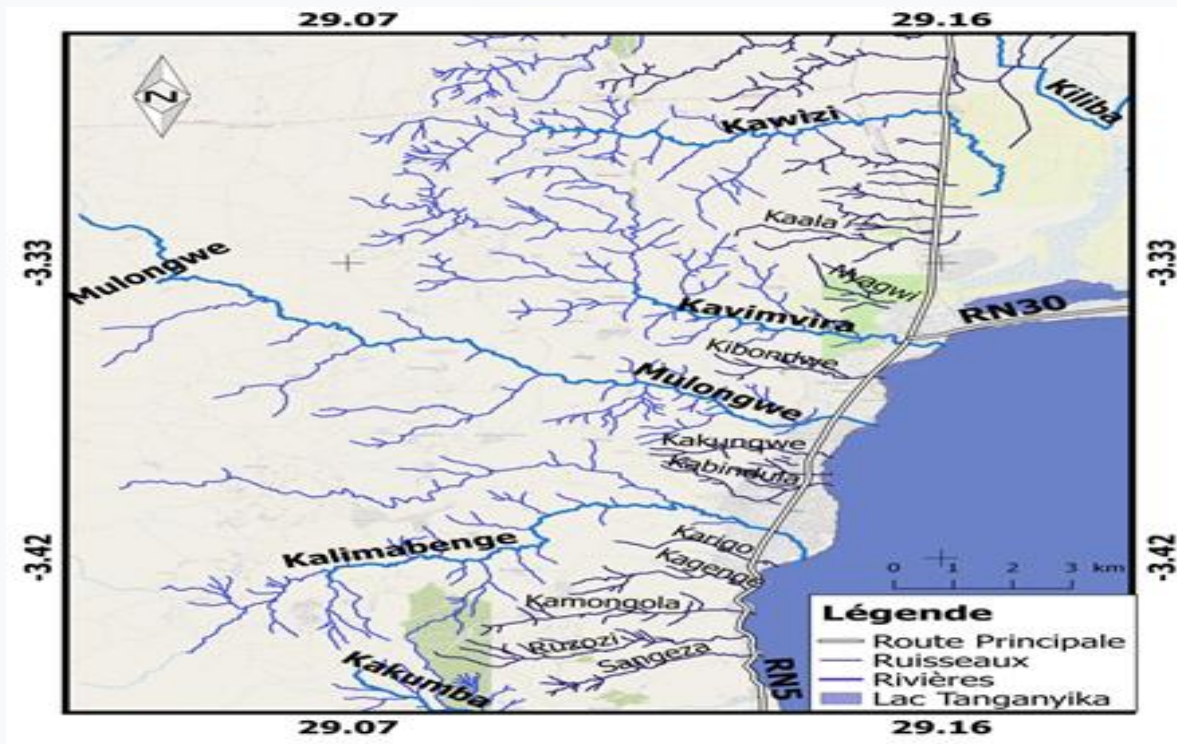 29.07 29.16
N
Kawizi
Kiliba
Kaala
-3.33 -3.33
Mulongwe
Nyagwi
Kavimvira
RN30
Kibondwe
Mulongwe
Kakungwe
Kabindula
Kalimabenge
Karigo
-3.42 -3.42
Kagenge
0 1 2 3 km
Kamongola
Légende
Route Principale
Ruzozi
Sangeza
Ruisseaux
Kakumba
RN5
Rivières
Lac Tanganyika
29.07 29.16